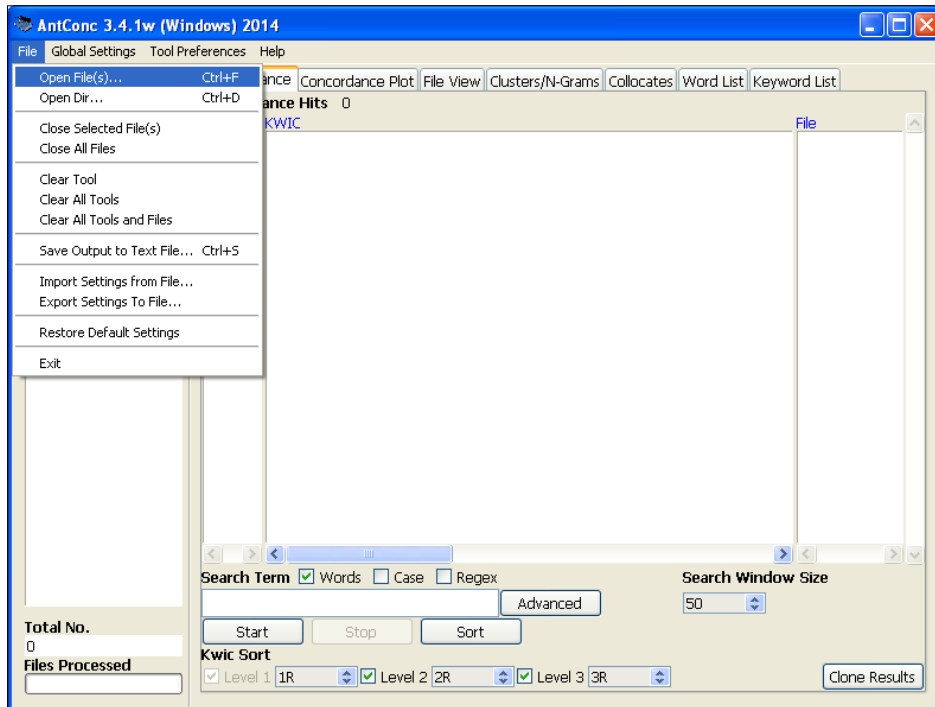 AntConc 3.4.1w (Windows) 2014
File Global Settings Tool Preferences Help
Open File(s)... Ctrl+F
Open Dir... Ctrl+D
Close Selected File(s)
Close All Files
Clear Tool
Clear All Tools
Clear All Tools and Files
Save Output to Text File... Ctrl+S
Import Settings from File...
Export Settings To File...
Restore Default Settings
Exit
ance Concordance Plot File View Clusters/N-Grams Collocates Word List Keyword List
ance Hits 0
KWIC File
Search Term Words Case Regex Search Window Size
Advanced 50
Total No.
0
Files Processed
Start Stop Sort
Kwic Sort
Level 1 1R Level 2 2R Level 3 3R Clone Results